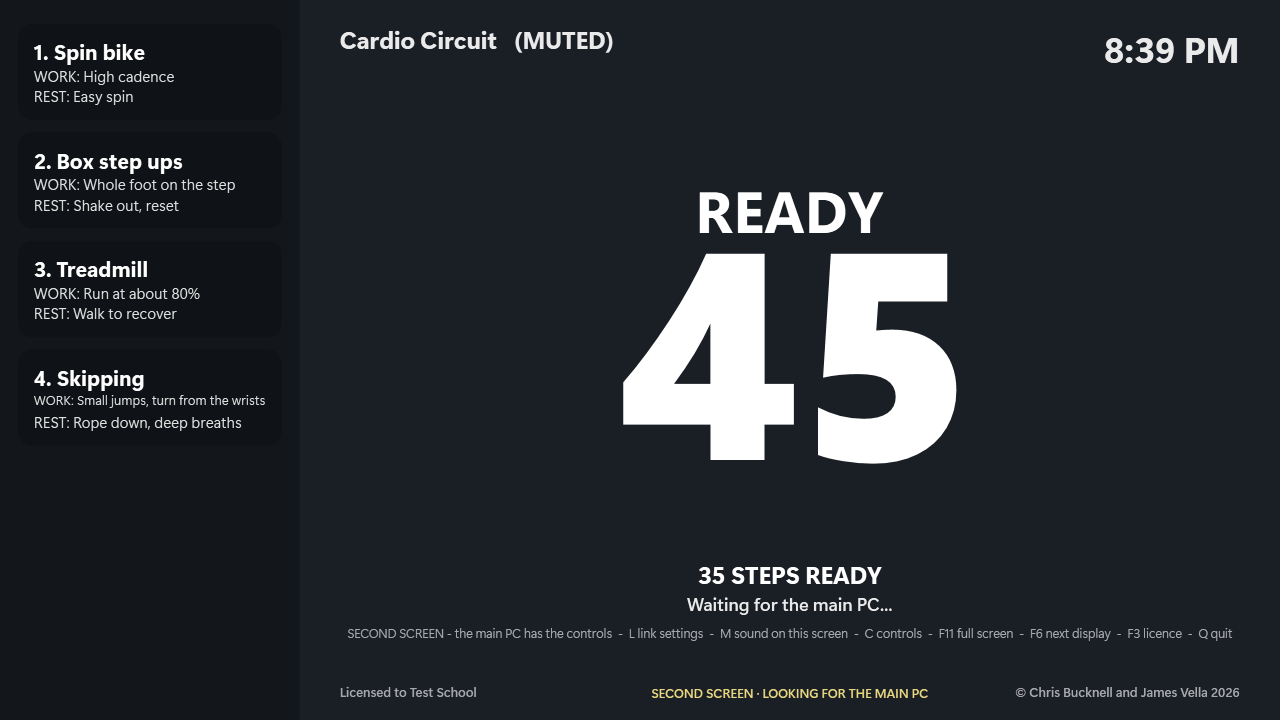 1. Spin bike
WORK: High cadence
REST: Easy spin
2. Box step ups
WORK: Whole foot on the step
REST: Shake out, reset
3. Treadmill
WORK: Run at about 80%
REST: Walk to recover
4. Skipping
WORK: Small jumps, turn from the wrists
REST: Rope down, deep breaths
Cardio Circuit (MUTED)
8:39 PM
READY
45
35 STEPS READY
Waiting for the main PC...
SECOND SCREEN - the main PC has the controls - L link settings - M sound on this screen - C controls - F11 full screen - F6 next display - F3 licence - Q quit
Licensed to Test School
SECOND SCREEN · LOOKING FOR THE MAIN PC
© Chris Bucknell and James Vella 2026